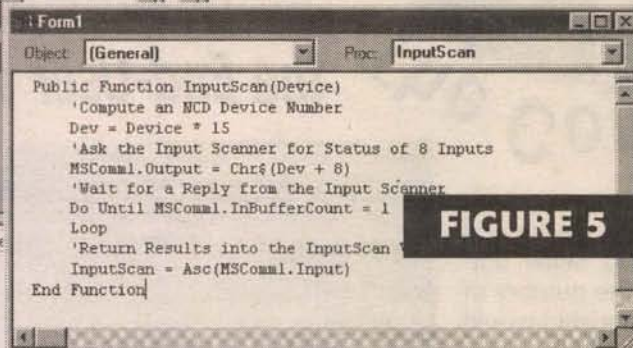 Form1
Object: (General) Proc: InputScan
Public Function InputScan(Device)
'Compute an NCD Device Number
Dev = Device * 15
'Ask the Input Scanner for Status of 8 Inputs
MSComm1.Output = Chr$(Dev + 8)
'Wait for a Reply from the Input Scanner
Do Until MSComm1.InBufferCount = 1
Loop
'Return Results into the InputScan
InputScan = Asc(MSComm1.Input)
End Function
FIGURE 5